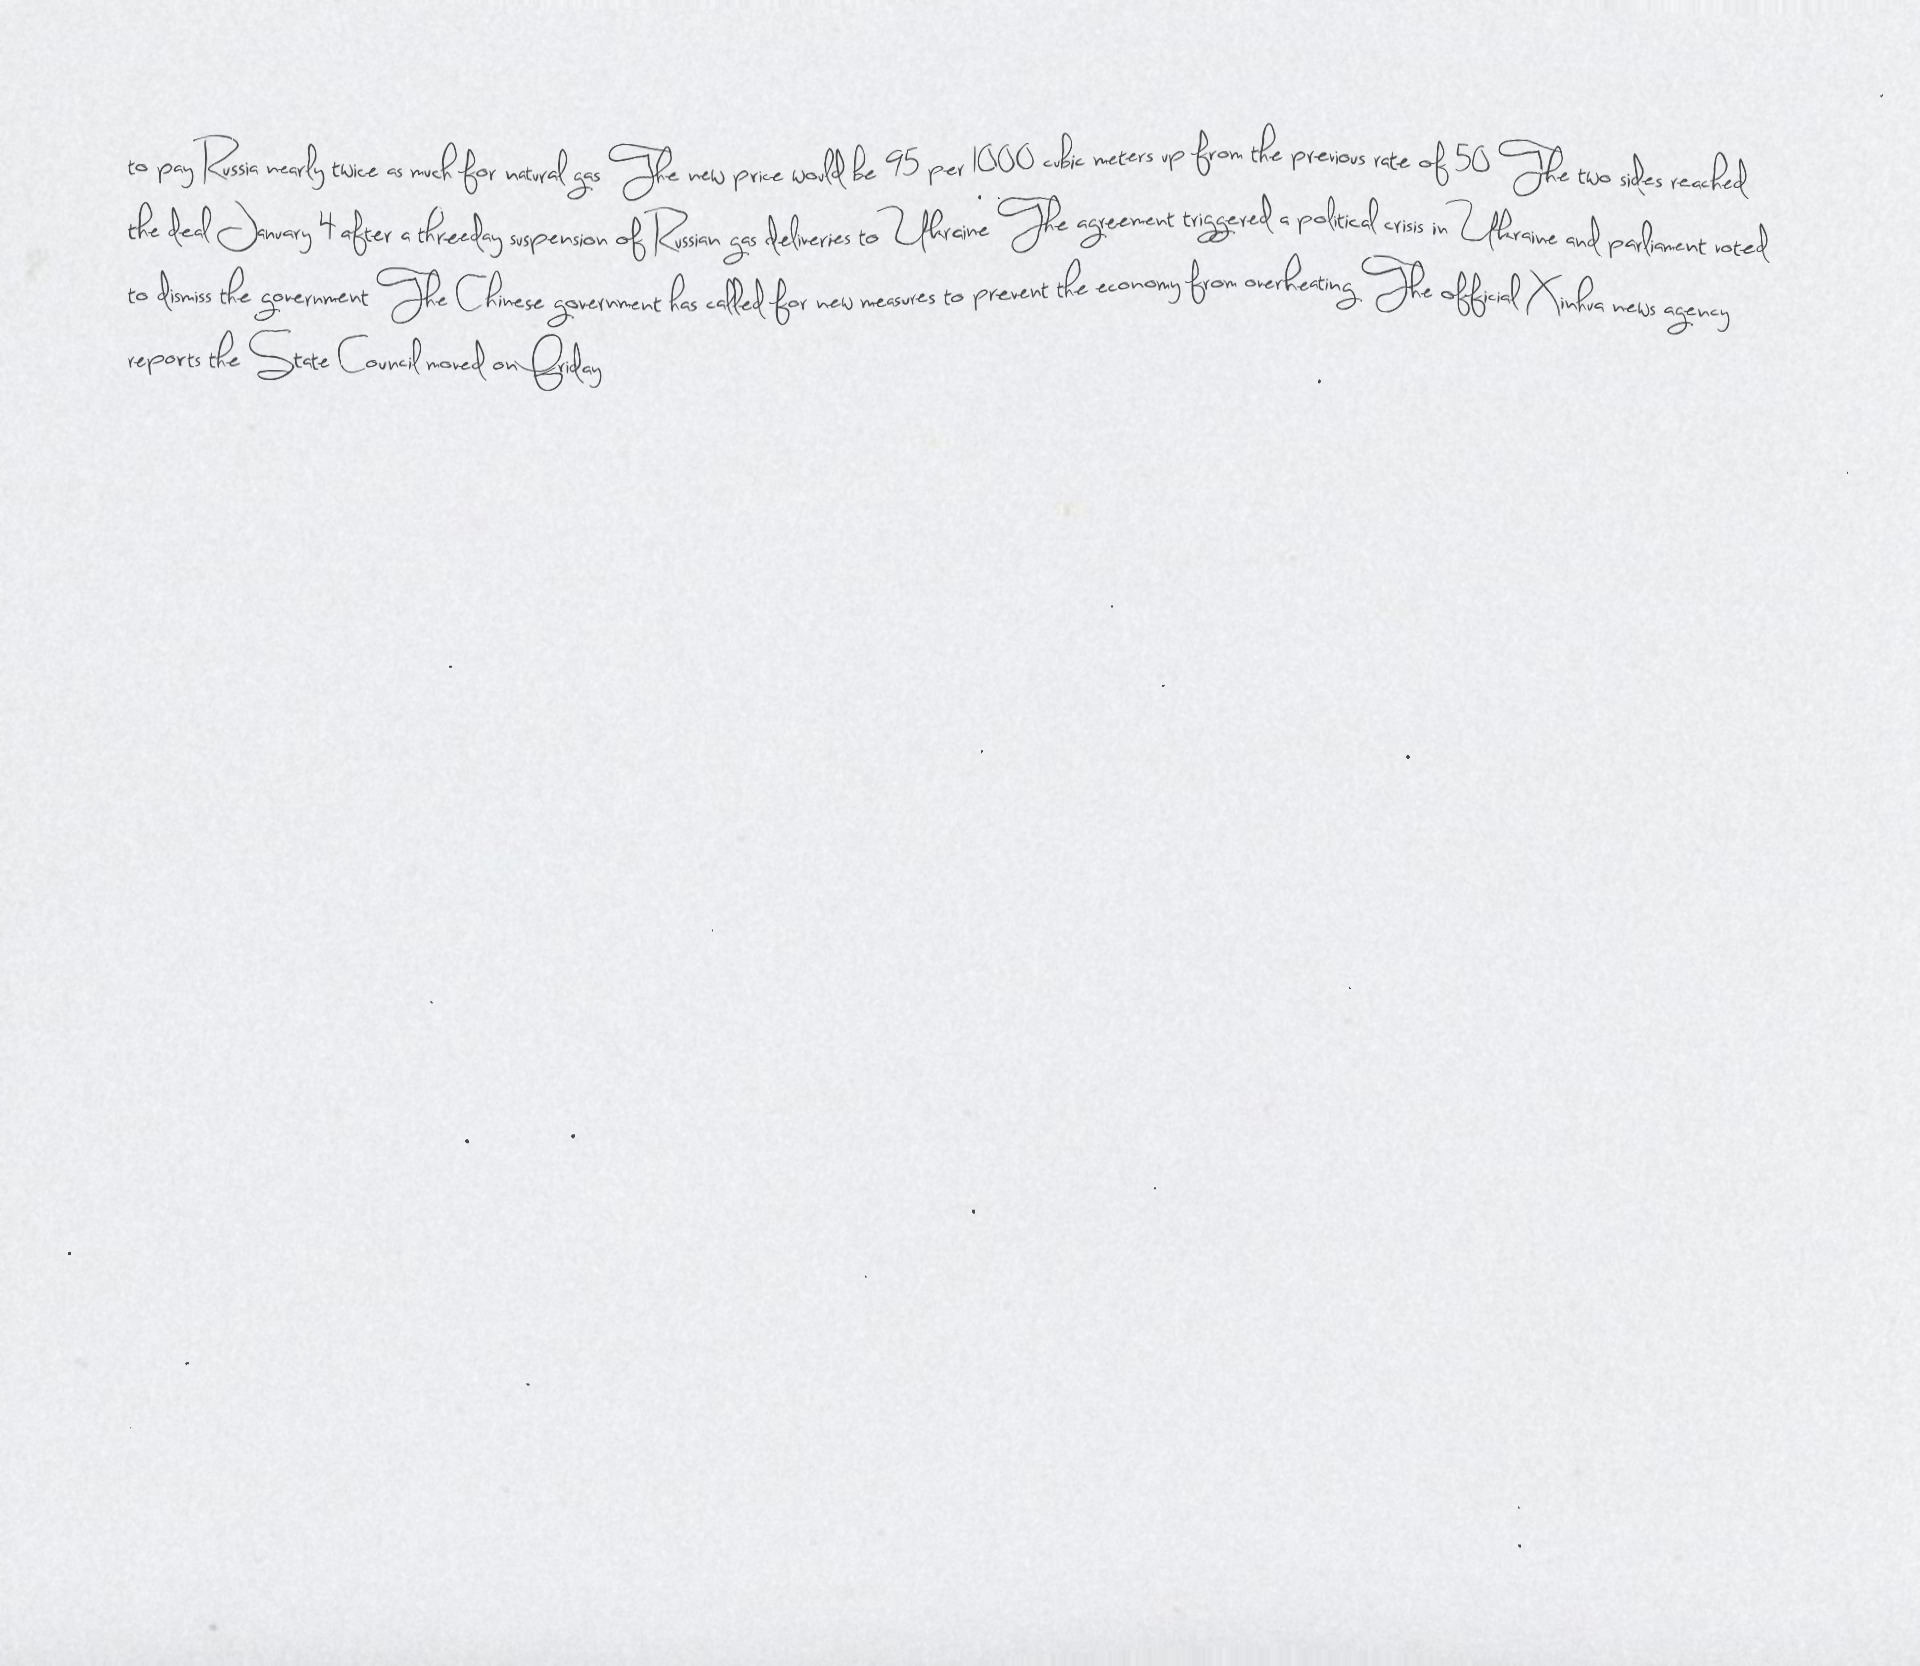 to pay Russia nearly twice as much for natural gas The new price would be 95 per 1000 cubic meters up from the previous rate of 50 The two sides reached
the deal January 4 after a threeday suspension of Russian gas deliveries to Ukraine The agreement triggered a political crisis in Ukraine and parliament voted
to dismiss the government The Chinese government has called for new measures to prevent the economy from overheating The official Xinhua news agency
reports the State Council moved on Friday